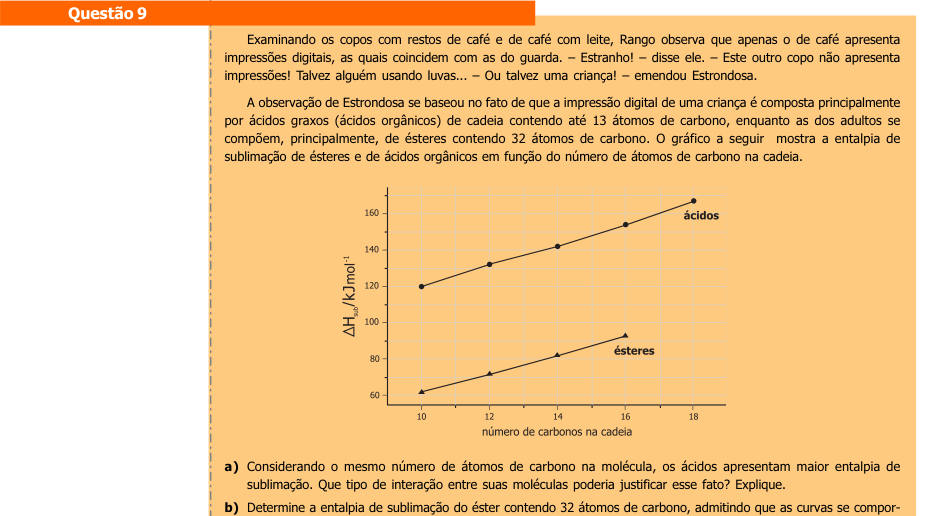 Questão 9
Examinando os copos com restos de café e de café com leite, Rango observa que apenas o de café apresenta
impressões digitais, as quais coincidem com as do guarda. – Estranho! – disse ele. – Este outro copo não apresenta
impressões! Talvez alguém usando luvas... – Ou talvez uma criança! – emendou Estrondosa.
A observação de Estrondosa se baseou no fato de que a impressão digital de uma criança é composta principalmente
por ácidos graxos (ácidos orgânicos) de cadeia contendo até 13 átomos de carbono, enquanto as dos adultos se
compõem, principalmente, de ésteres contendo 32 átomos de carbono. O gráfico a seguir mostra a entalpia de
sublimação de ésteres e de ácidos orgânicos em função do número de átomos de carbono na cadeia.
160
140
120
100
80
60
ΔHsub/kJmol-1
ácidos
ésteres
10 12 14 16 18
número de carbonos na cadeia
a) Considerando o mesmo número de átomos de carbono na molécula, os ácidos apresentam maior entalpia de
sublimação. Que tipo de interação entre suas moléculas poderia justificar esse fato? Explique.
b) Determine a entalpia de sublimação do éster contendo 32 átomos de carbono, admitindo que as curvas se compor-